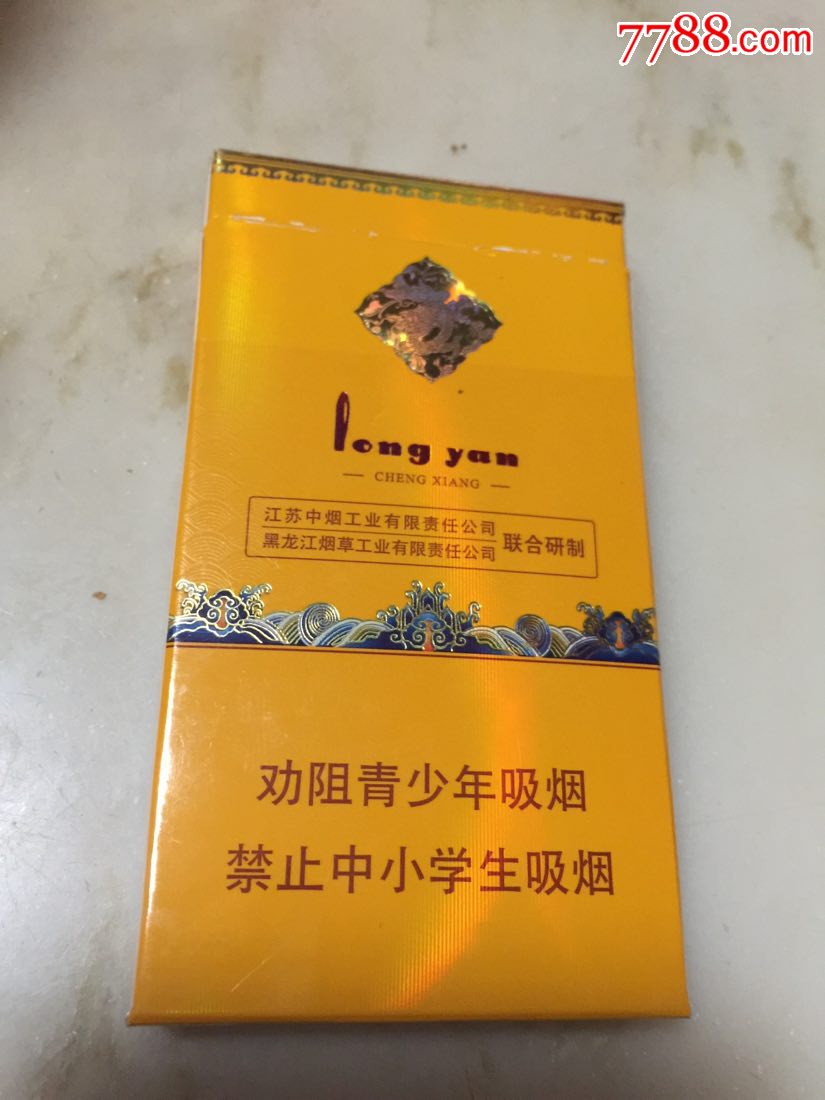 7788.com
long yan
CHENG XIANG
江苏中烟工业有限责任公司
黑龙江烟草工业有限责任公司
联合研制
劝阻青少年吸烟
禁止中小学生吸烟